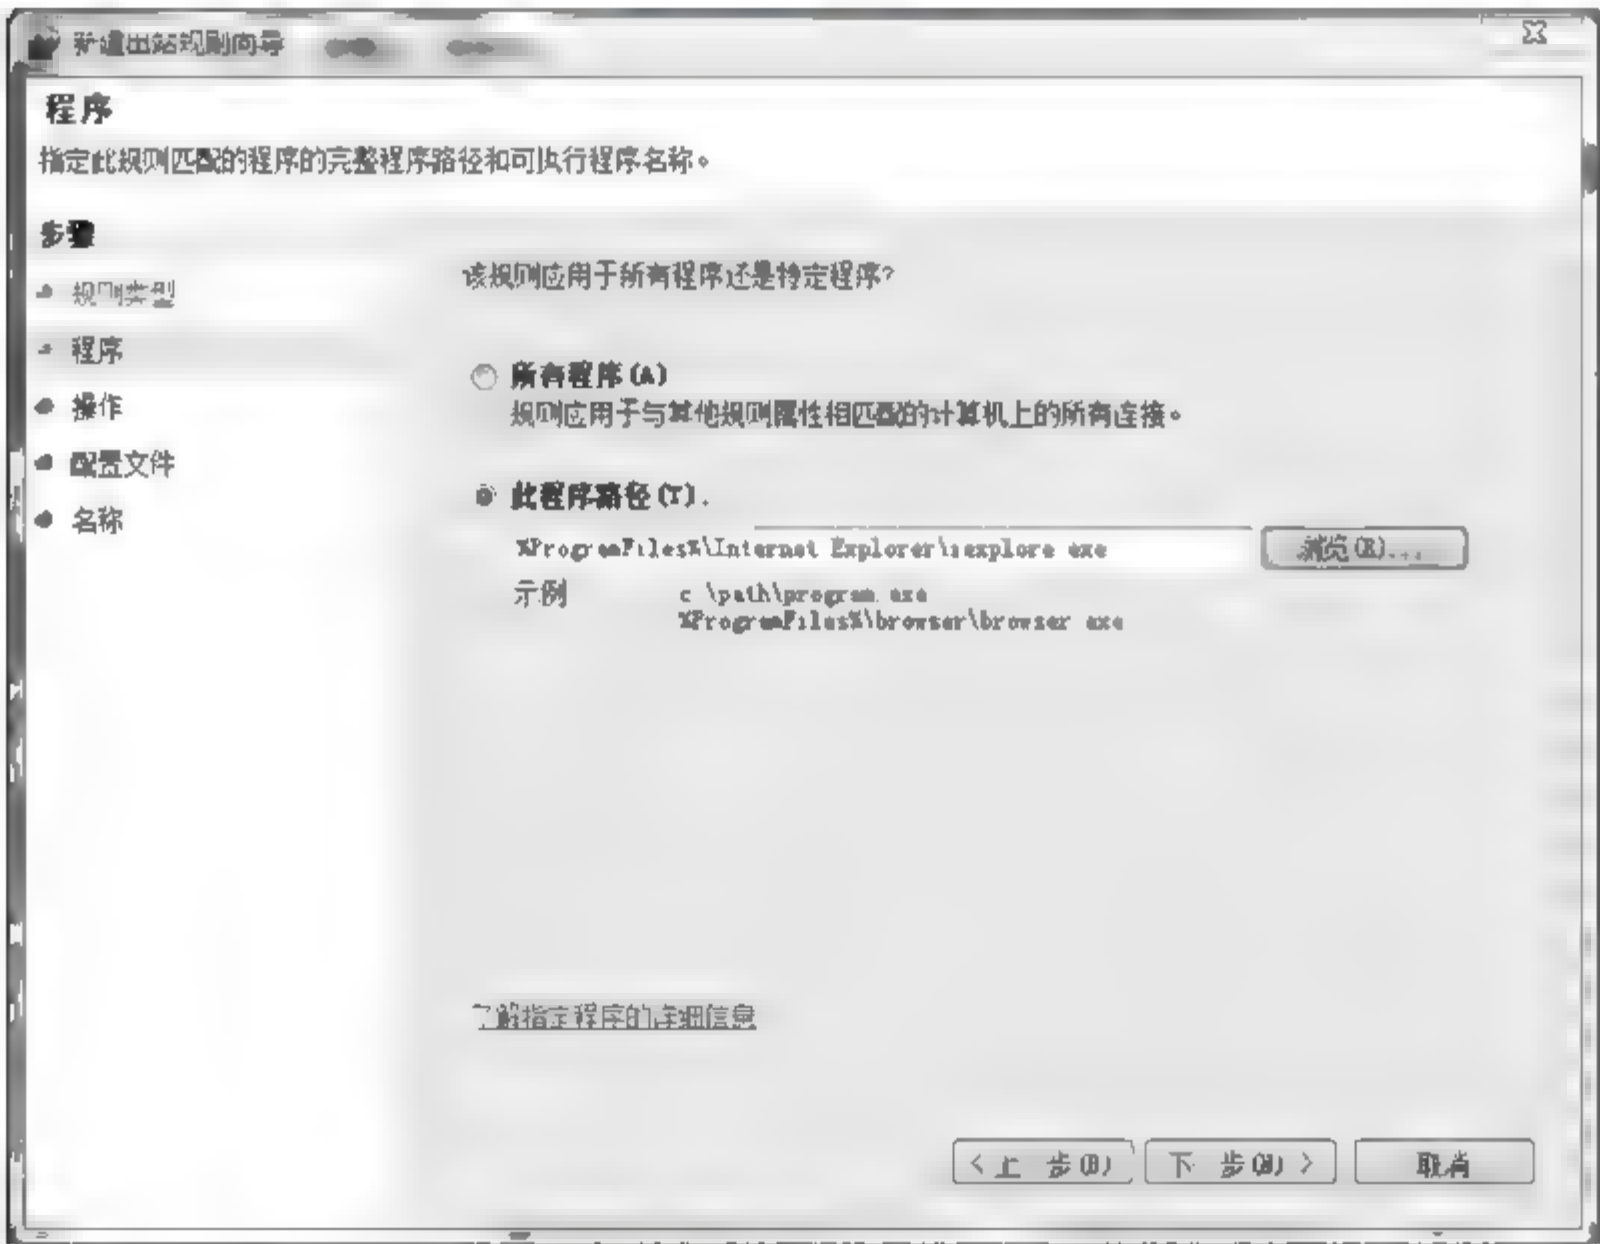 新建出站规则向导
程序
指定此规则匹配的程序的完整程序路径和可执行程序名称。
步骤
规则类型
程序
操作
配置文件
名称
该规则应用于所有程序还是特定程序?
所有程序(A)
规则应用于与其他规则属性相匹配的计算机上的所有连接。
此程序路径(T).
%ProgramFiles%\Internet Explorer\iexplore exe
浏览(R)...
示例
c \path\program.exe
%ProgramFiles%\browser\browser exe
了解指定程序的详细信息
< 上 步(B)
下 步(N) >
取消